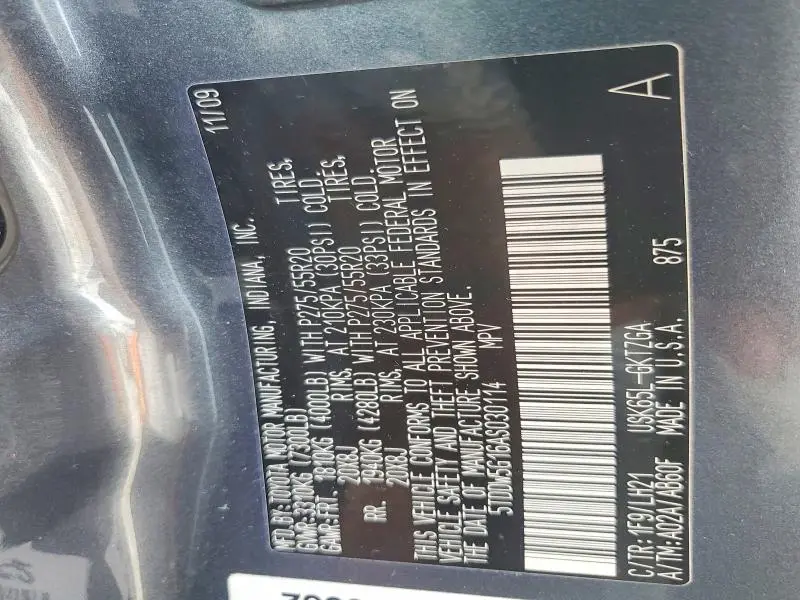 MFD.BY:TOYOTA MOTOR MANUFACTURING, INDIANA, INC. 11/09
GVWR:3310KG (7300LB)
GAWR:FRT. 1810KG (4000LB) WITH P275/55R20 TIRES,
20X8J RIMS, AT 210KPA (30PSI) COLD.
RR. 1940KG (4280LB) WITH P275/55R20 TIRES,
20X8J RIMS, AT 230KPA (33PSI) COLD.
THIS VEHICLE CONFORMS TO ALL APPLICABLE FEDERAL MOTOR
VEHICLE SAFETY AND THEFT PREVENTION STANDARDS IN EFFECT ON
THE DATE OF MANUFACTURE SHOWN ABOVE.
5TDDW5G16AS030114 MPV
C/TR:1F9/LH21 USK65L-GKTZGA 875 A
A/TM:A02A/AB60F MADE IN U.S.A.